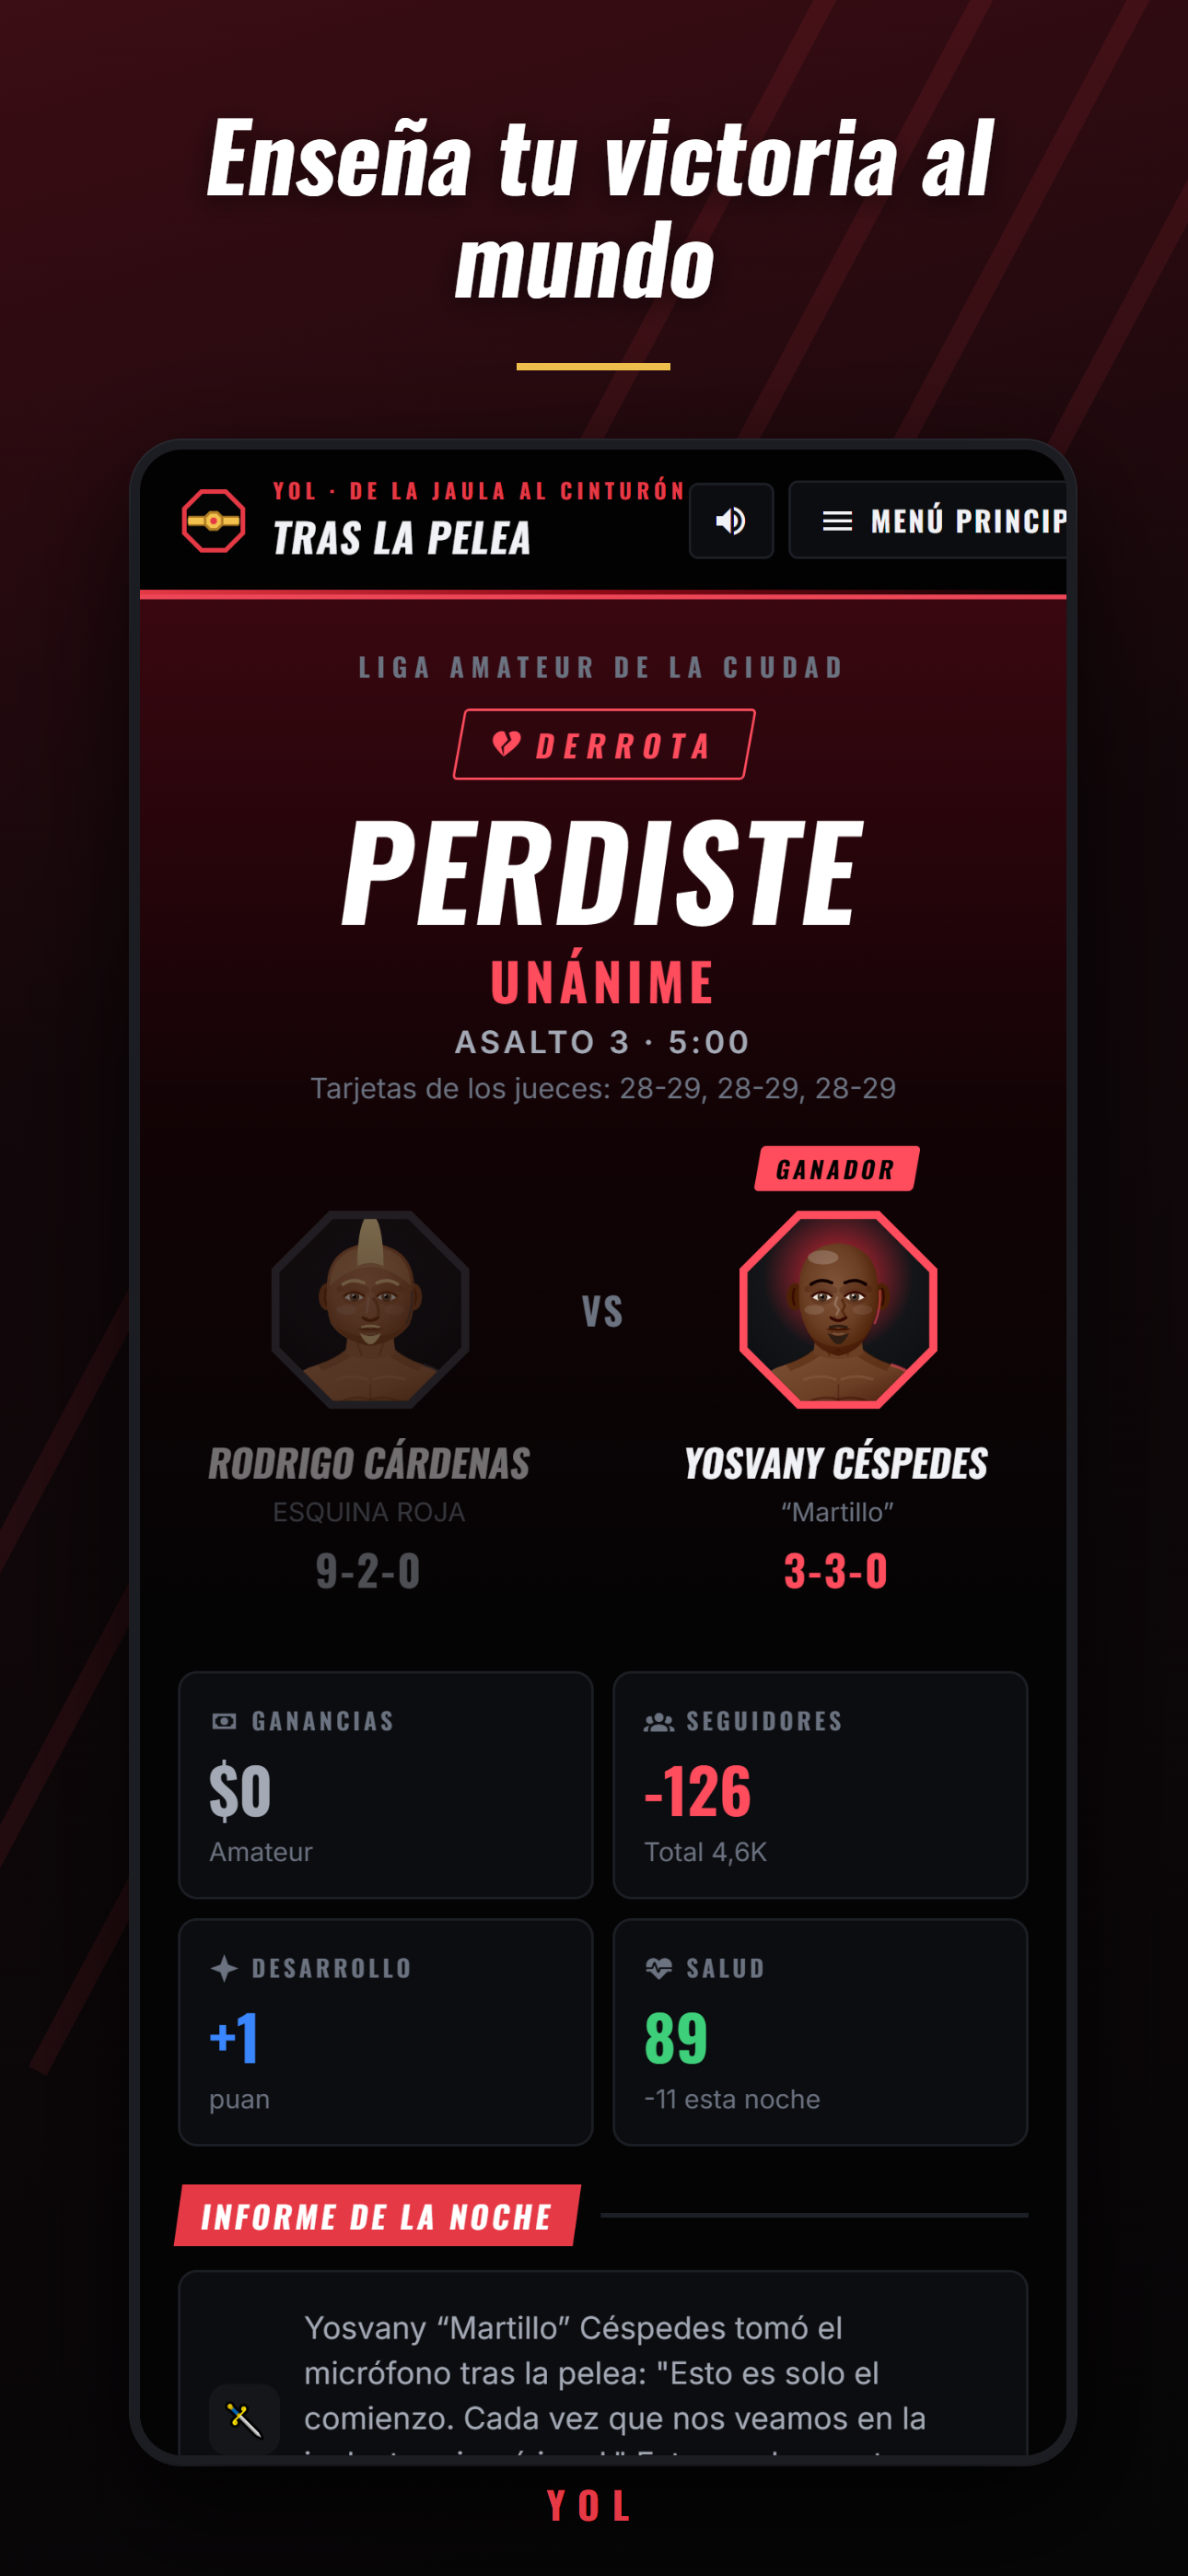 Enseña tu victoria al
mundo
YOL · DE LA JAULA AL CINTURÓN
TRAS LA PELEA
MENÚ PRINCIP
LIGA AMATEUR DE LA CIUDAD
DERROTA
PERDISTE
UNÁNIME
ASALTO 3 · 5:00
Tarjetas de los jueces: 28-29, 28-29, 28-29
GANADOR
VS
RODRIGO CÁRDENAS
ESQUINA ROJA
9-2-0
YOSVANY CÉSPEDES
“Martillo”
3-3-0
GANANCIAS
$0
Amateur
SEGUIDORES
-126
Total 4,6K
DESARROLLO
+1
puan
SALUD
89
-11 esta noche
INFORME DE LA NOCHE
Yosvany “Martillo” Céspedes tomó el
micrófono tras la pelea: "Esto es solo el
comienzo. Cada vez que nos veamos en la
YOL